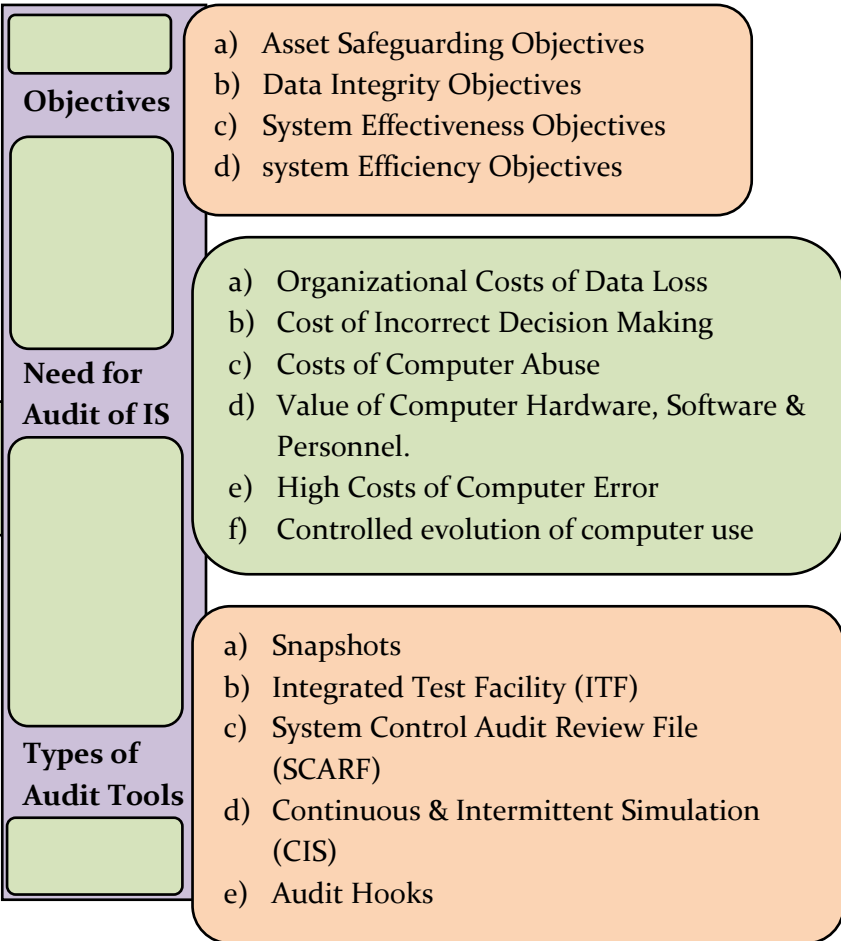 Objectives
a) Asset Safeguarding Objectives
b) Data Integrity Objectives
c) System Effectiveness Objectives
d) system Efficiency Objectives
Need for
Audit of IS
a) Organizational Costs of Data Loss
b) Cost of Incorrect Decision Making
c) Costs of Computer Abuse
d) Value of Computer Hardware, Software &
Personnel.
e) High Costs of Computer Error
f) Controlled evolution of computer use
Types of
Audit Tools
a) Snapshots
b) Integrated Test Facility (ITF)
c) System Control Audit Review File
(SCARF)
d) Continuous & Intermittent Simulation
(CIS)
e) Audit Hooks